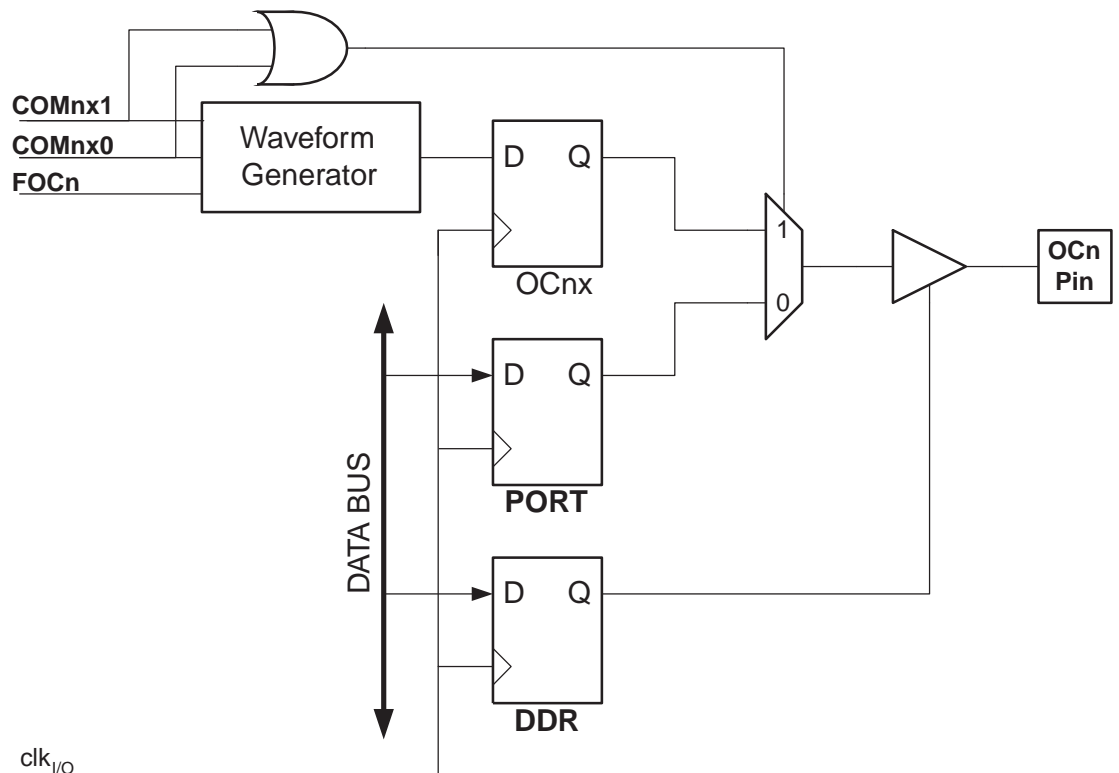 COMnx1
COMnx0
FOCn
Waveform
Generator
D Q
OCnx
1
0
OCn
Pin
DATA BUS
D Q
PORT
D Q
DDR
clkI/O